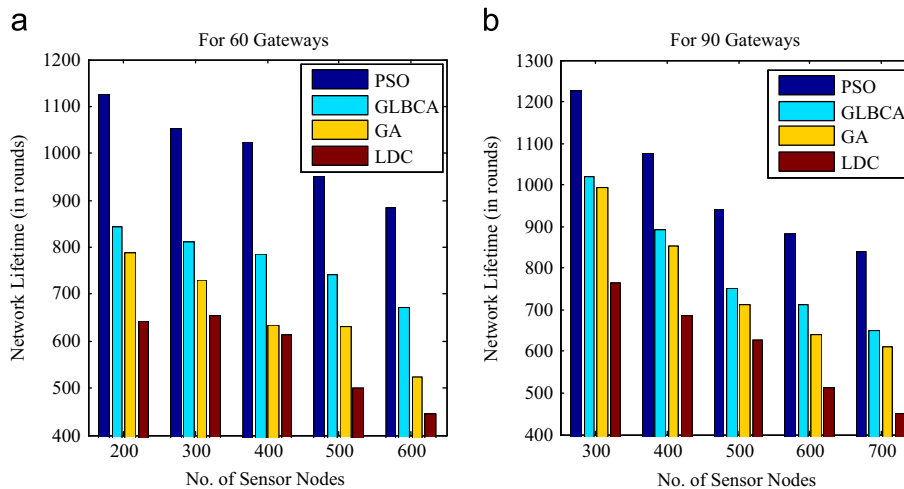 a
For 60 Gateways
1200
1100
1000
900
800
700
600
500
400
Network Lifetime (in rounds)
PSO
GLBCA
GA
LDC
200
300
400
500
600
No. of Sensor Nodes
b
For 90 Gateways
1300
1200
1100
1000
900
800
700
600
500
400
Network Lifetime (in rounds)
PSO
GLBCA
GA
LDC
300
400
500
600
700
No. of Sensor Nodes